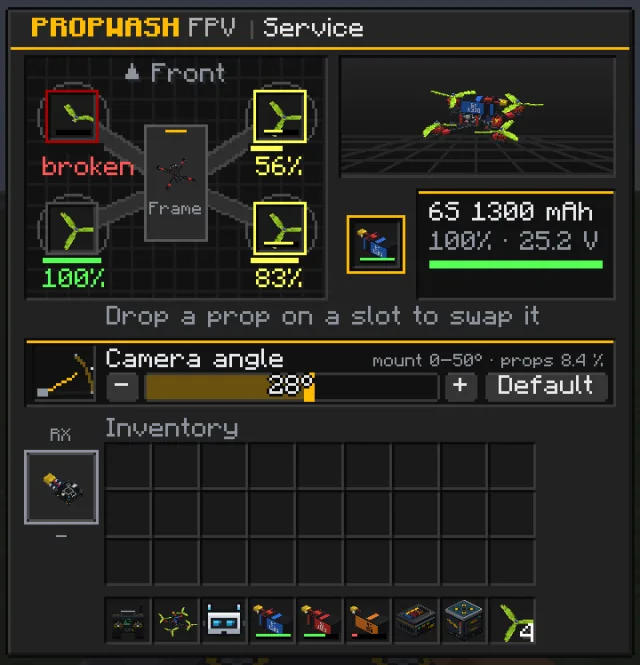 PROPWASH FPV | Service
▲ Front
broken
56%
Frame
100%
83%
6S 1300 mAh
100% · 25.2 V
Drop a prop on a slot to swap it
Camera angle
mount 0–50° · props 8.4 %
− 28° + Default
RX
Inventory
–
4